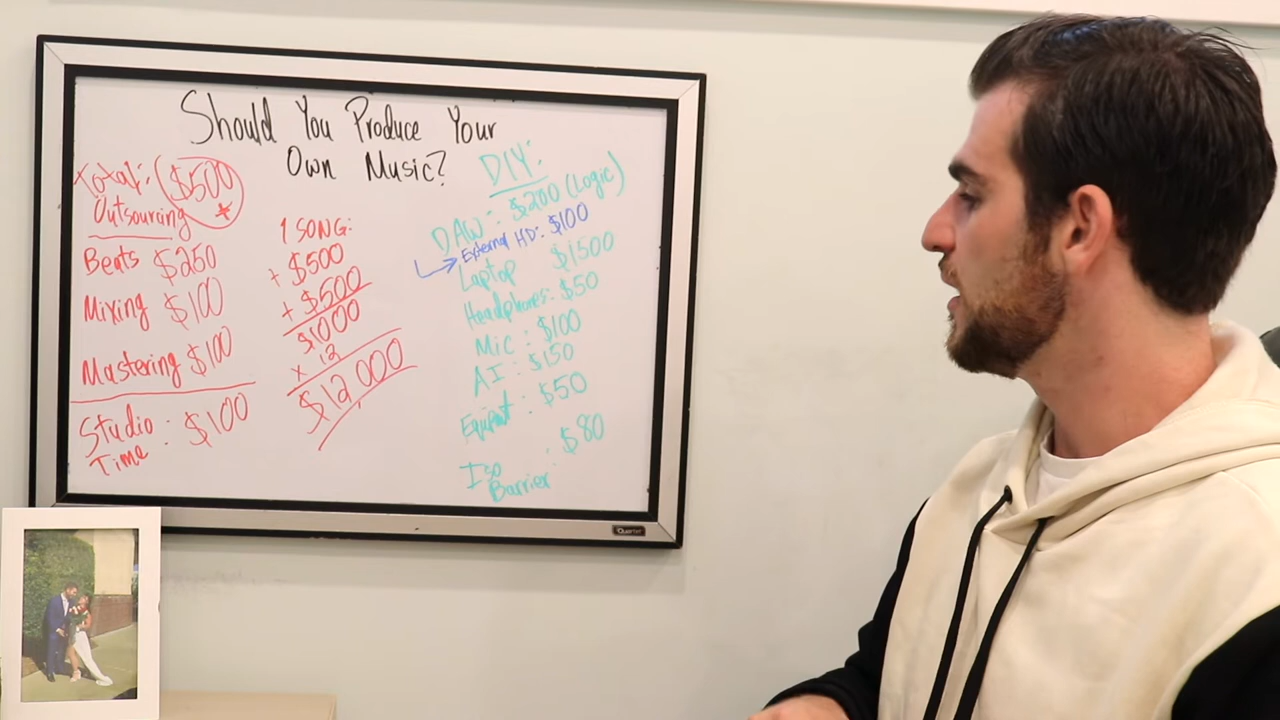 Should You Produce Your
Own Music?
Total: $500
Outsourcing *
Beats $250
Mixing $100
Mastering $100
Studio
Time : $100
1 SONG:
$500
+ + $500
$1000
x 12
$12,000
DIY:
DAW: $200 (Logic)
External HD: $100
Laptop $1500
Headphones: $50
Mic : $100
AI : $150
Equipmt : $50
Iso
Barrier : $80
Quartet